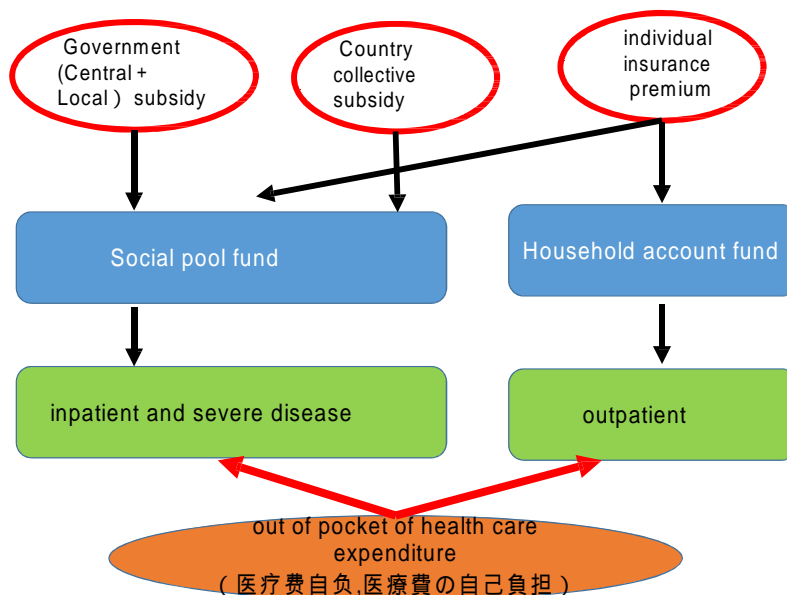 Government
(Central +
Local ) subsidy
Country
collective
subsidy
individual
insurance
premium
Social pool fund
Household account fund
inpatient and severe disease
outpatient
out of pocket of health care
expenditure
（医疗费自负,医療費の自己負担）